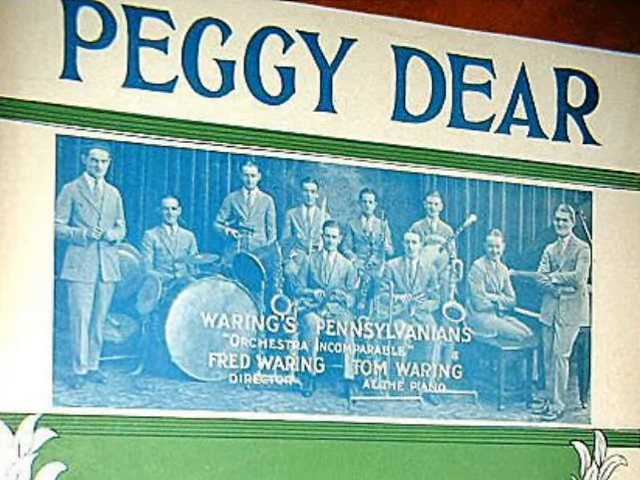 PEGGY DEAR
WARING'S PENNSYLVANIANS
"ORCHESTRA INCOMPARABLE"
FRED WARING TOM WARING
DIRECTOR AT THE PIANO